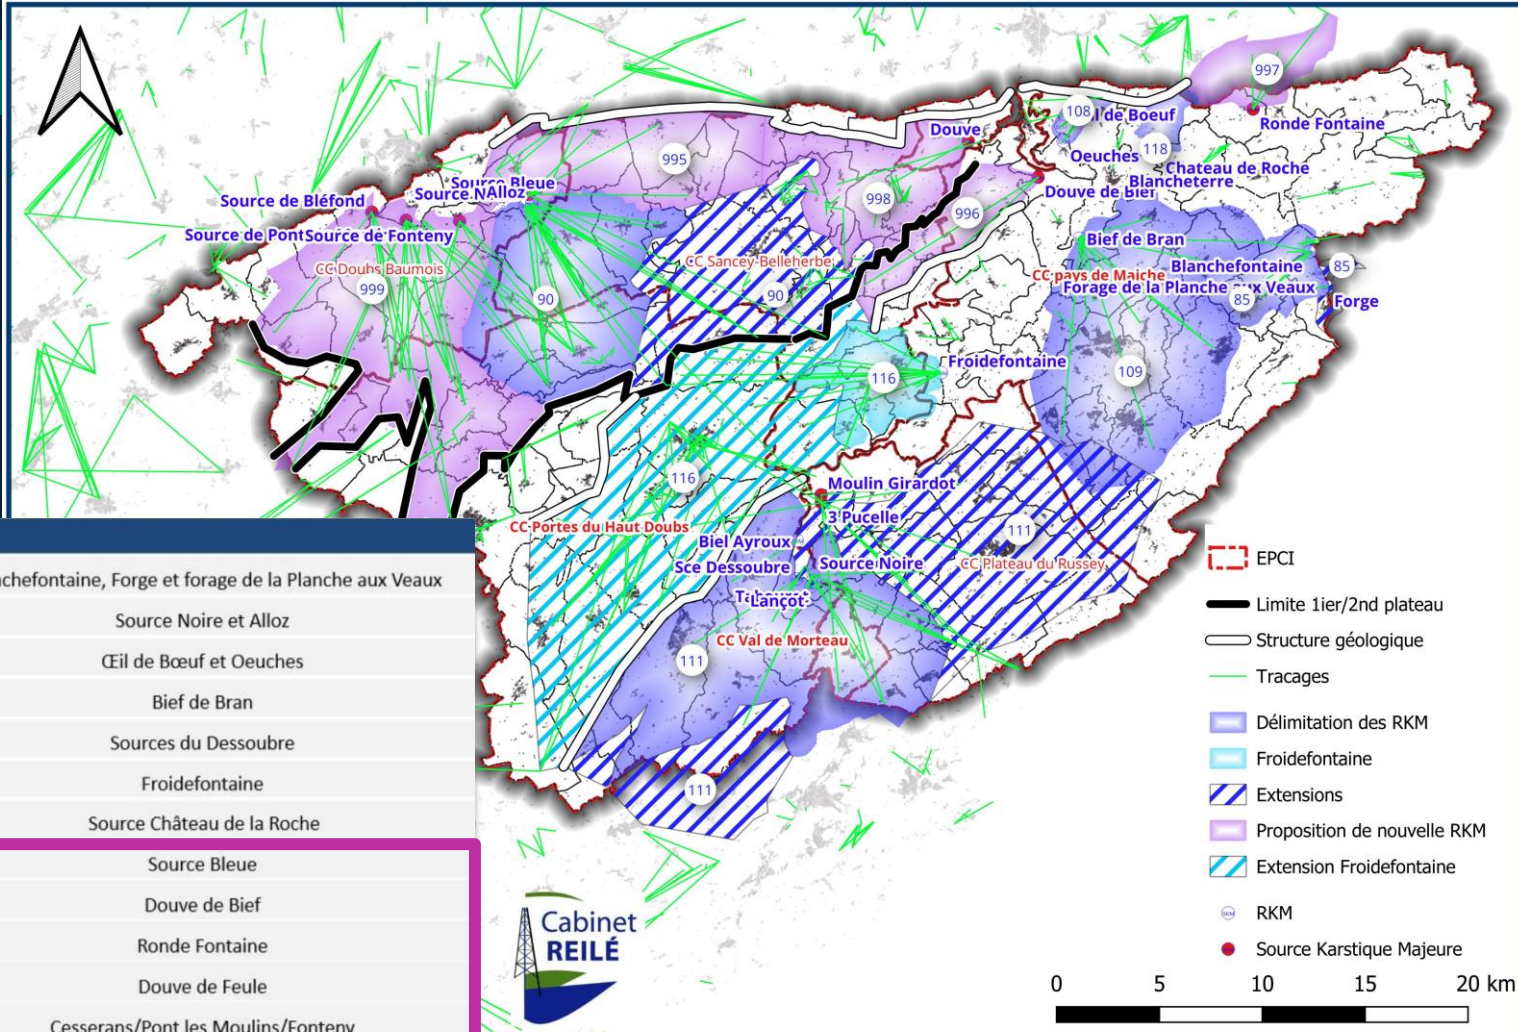 997
108
il de Boeuf
Ronde Fontaine
Douve
995
Oeuches
118
Chateau de Roche
Source Bleue
Blancheterre
Source de Bléfond
Source N
Alloz
998
Douve de Bief
996
Source de Pont
Source de Fonteny
Bief de Bran
CC Doubs Baumois
CC Sancey-Belleherbe
Blanchefontaine
85
CC pays de Maiche
999
90
90
Forage de la Planche aux Veaux
85
Forge
Froidefontaine
116
109
116
Moulin Girardot
3 Pucelle
CC Portes du Haut Doubs
111
Biel Ayroux
Sce Dessoubre
Source Noire
CC Plateau du Russey
Lançot
CC Val de Morteau
111
111
chefontaine, Forge et forage de la Planche aux Veaux
Source Noire et Alloz
Œil de Bœuf et Oeuches
Bief de Bran
Sources du Dessoubre
Froidefontaine
Source Château de la Roche
Source Bleue
Douve de Bief
Ronde Fontaine
Douve de Feule
Cesserans/Pont les Moulins/Fonteny
Cabinet
REILÉ
EPCI
Limite 1ier/2nd plateau
Structure géologique
Tracages
Délimitation des RKM
Froidefontaine
Extensions
Proposition de nouvelle RKM
Extension Froidefontaine
RKM
Source Karstique Majeure
0 5 10 15 20 km